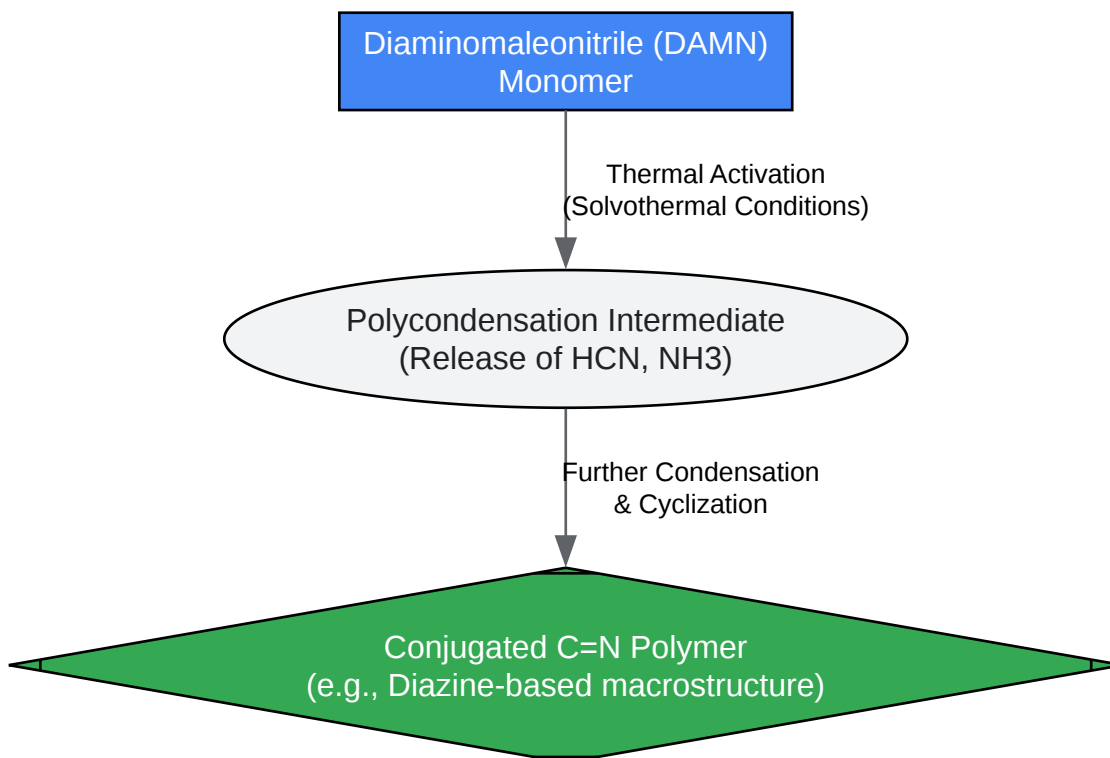 Diaminomaleonitrile (DAMN)
Monomer
Thermal Activation
(Solvothermal Conditions)
Polycondensation Intermediate
(Release of HCN, NH3)
Further Condensation
& Cyclization
Conjugated C=N Polymer
(e.g., Diazine-based macrostructure)